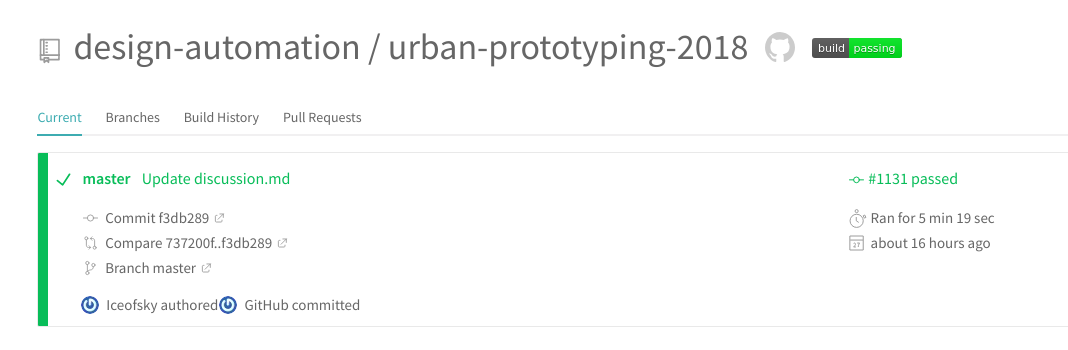 design-automation / urban-prototyping-2018 build passing
Current Branches Build History Pull Requests
master Update discussion.md #1131 passed
Commit f3db289 Ran for 5 min 19 sec
Compare 737200f..f3db289 27 about 16 hours ago
Branch master
Iceofsky authored GitHub committed